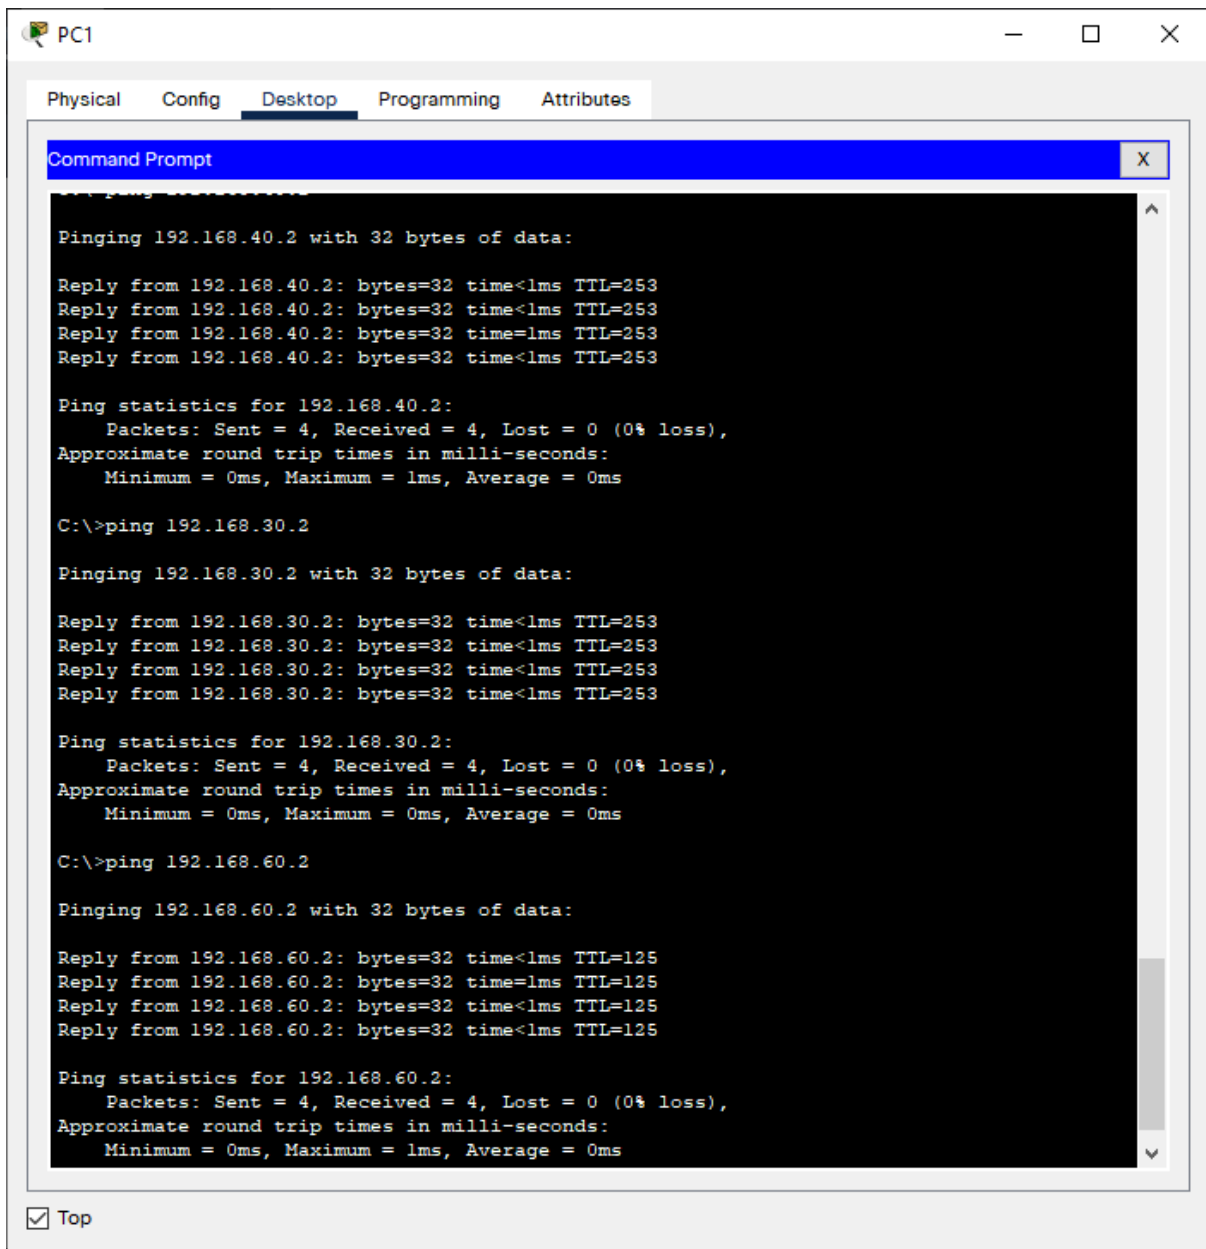 PC1
Physical Config Desktop Programming Attributes
Command Prompt X
Pinging 192.168.40.2 with 32 bytes of data:
Reply from 192.168.40.2: bytes=32 time<1ms TTL=253
Reply from 192.168.40.2: bytes=32 time<1ms TTL=253
Reply from 192.168.40.2: bytes=32 time=1ms TTL=253
Reply from 192.168.40.2: bytes=32 time<1ms TTL=253
Ping statistics for 192.168.40.2:
Packets: Sent = 4, Received = 4, Lost = 0 (0% loss),
Approximate round trip times in milli-seconds:
Minimum = 0ms, Maximum = 1ms, Average = 0ms
C:\>ping 192.168.30.2
Pinging 192.168.30.2 with 32 bytes of data:
Reply from 192.168.30.2: bytes=32 time<1ms TTL=253
Reply from 192.168.30.2: bytes=32 time<1ms TTL=253
Reply from 192.168.30.2: bytes=32 time<1ms TTL=253
Reply from 192.168.30.2: bytes=32 time<1ms TTL=253
Ping statistics for 192.168.30.2:
Packets: Sent = 4, Received = 4, Lost = 0 (0% loss),
Approximate round trip times in milli-seconds:
Minimum = 0ms, Maximum = 0ms, Average = 0ms
C:\>ping 192.168.60.2
Pinging 192.168.60.2 with 32 bytes of data:
Reply from 192.168.60.2: bytes=32 time<1ms TTL=125
Reply from 192.168.60.2: bytes=32 time=1ms TTL=125
Reply from 192.168.60.2: bytes=32 time<1ms TTL=125
Reply from 192.168.60.2: bytes=32 time<1ms TTL=125
Ping statistics for 192.168.60.2:
Packets: Sent = 4, Received = 4, Lost = 0 (0% loss),
Approximate round trip times in milli-seconds:
Minimum = 0ms, Maximum = 1ms, Average = 0ms
Top